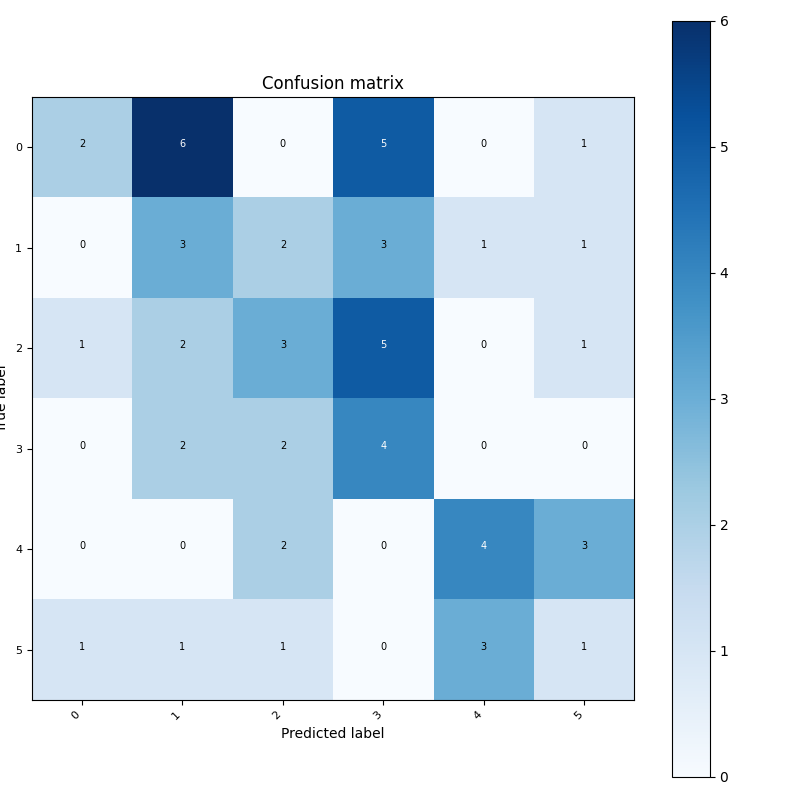 Confusion matrix
0 2 6 0 5 0 1
1 0 3 2 3 1 1
2 1 2 3 5 0 1
3 0 2 2 4 0 0
4 0 0 2 0 4 3
5 1 1 1 0 3 1
0 1 2 3 4 5
Predicted label
True label
6
5
4
3
2
1
0